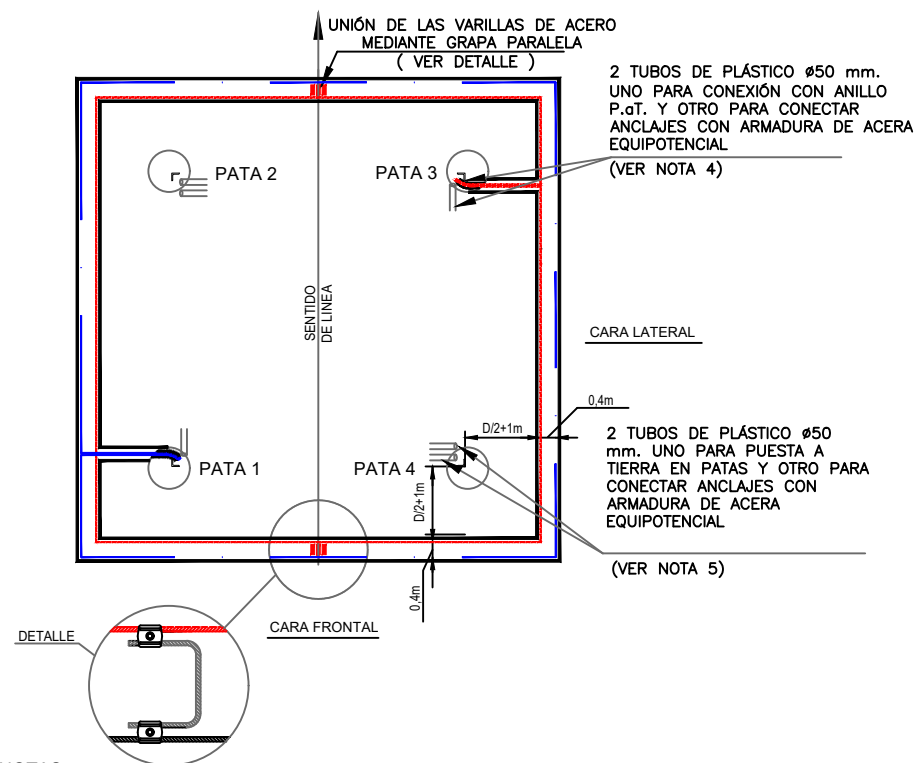 UNIÓN DE LAS VARILLAS DE ACERO
MEDIANTE GRAPA PARALELA
( VER DETALLE )
2 TUBOS DE PLÁSTICO ø50 mm.
UNO PARA CONEXIÓN CON ANILLO
P.aT. Y OTRO PARA CONECTAR
ANCLAJES CON ARMADURA DE ACERA
EQUIPOTENCIAL
(VER NOTA 4)
PATA 2
PATA 3
SENTIDO
DE LINEA
CARA LATERAL
0,4m
D/2+1m
2 TUBOS DE PLÁSTICO ø50
mm. UNO PARA PUESTA A
TIERRA EN PATAS Y OTRO PARA
CONECTAR ANCLAJES CON
ARMADURA DE ACERA
EQUIPOTENCIAL
(VER NOTA 5)
PATA 1
PATA 4
D/2+1m
0,4m
CARA FRONTAL
DETALLE